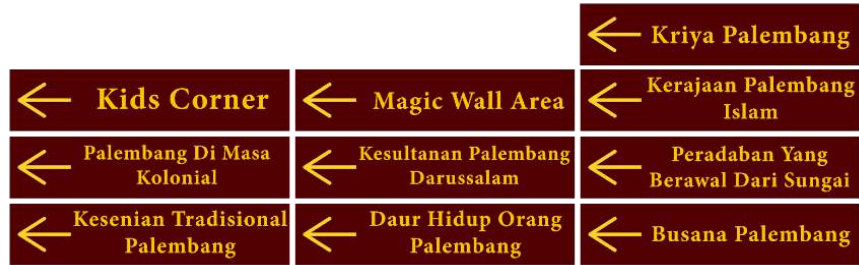 Kriya Palembang
Kids Corner
Magic Wall Area
Kerajaan Palembang
Islam
Palembang Di Masa
Kolonial
Kesultanan Palembang
Darussalam
Peradaban Yang
Berawal Dari Sungai
Kesenian Tradisional
Palembang
Daur Hidup Orang
Palembang
Busana Palembang